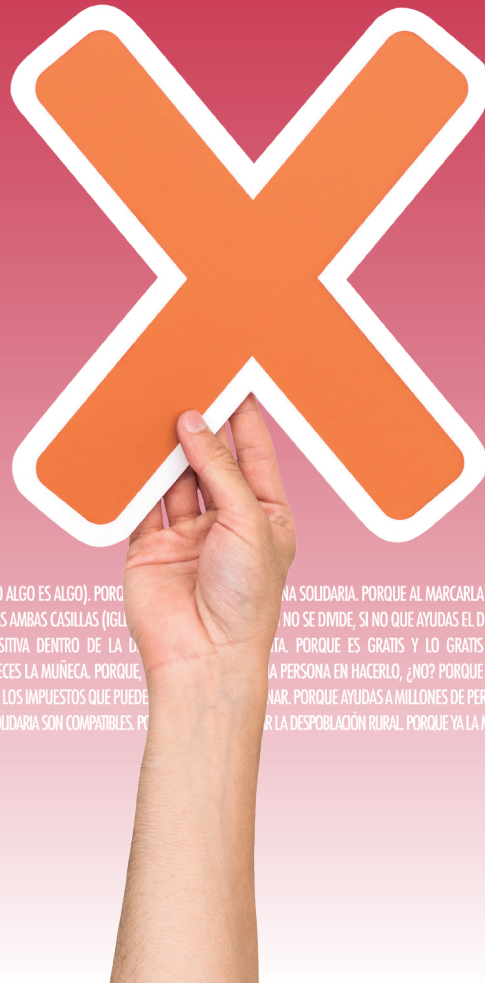 O ALGO ES ALGO). PORQ NA SOLIDARIA. PORQUE AL MARCARLA
S AMBAS CASILLAS (IGL NO SE DIVIDE, SI NO QUE AYUDAS EL D
SITIVA DENTRO DE LA D TA. PORQUE ES GRATIS Y LO GRATIS
ECES LA MUÑECA. PORQUE, A PERSONA EN HACERLO, ¿NO? PORQUE
LOS IMPUESTOS QUE PUEDE NAR. PORQUE AYUDAS A MILLONES DE PER
OLIDARIA SON COMPATIBLES. PO R LA DESPOBLACIÓN RURAL. PORQUE YA LA M